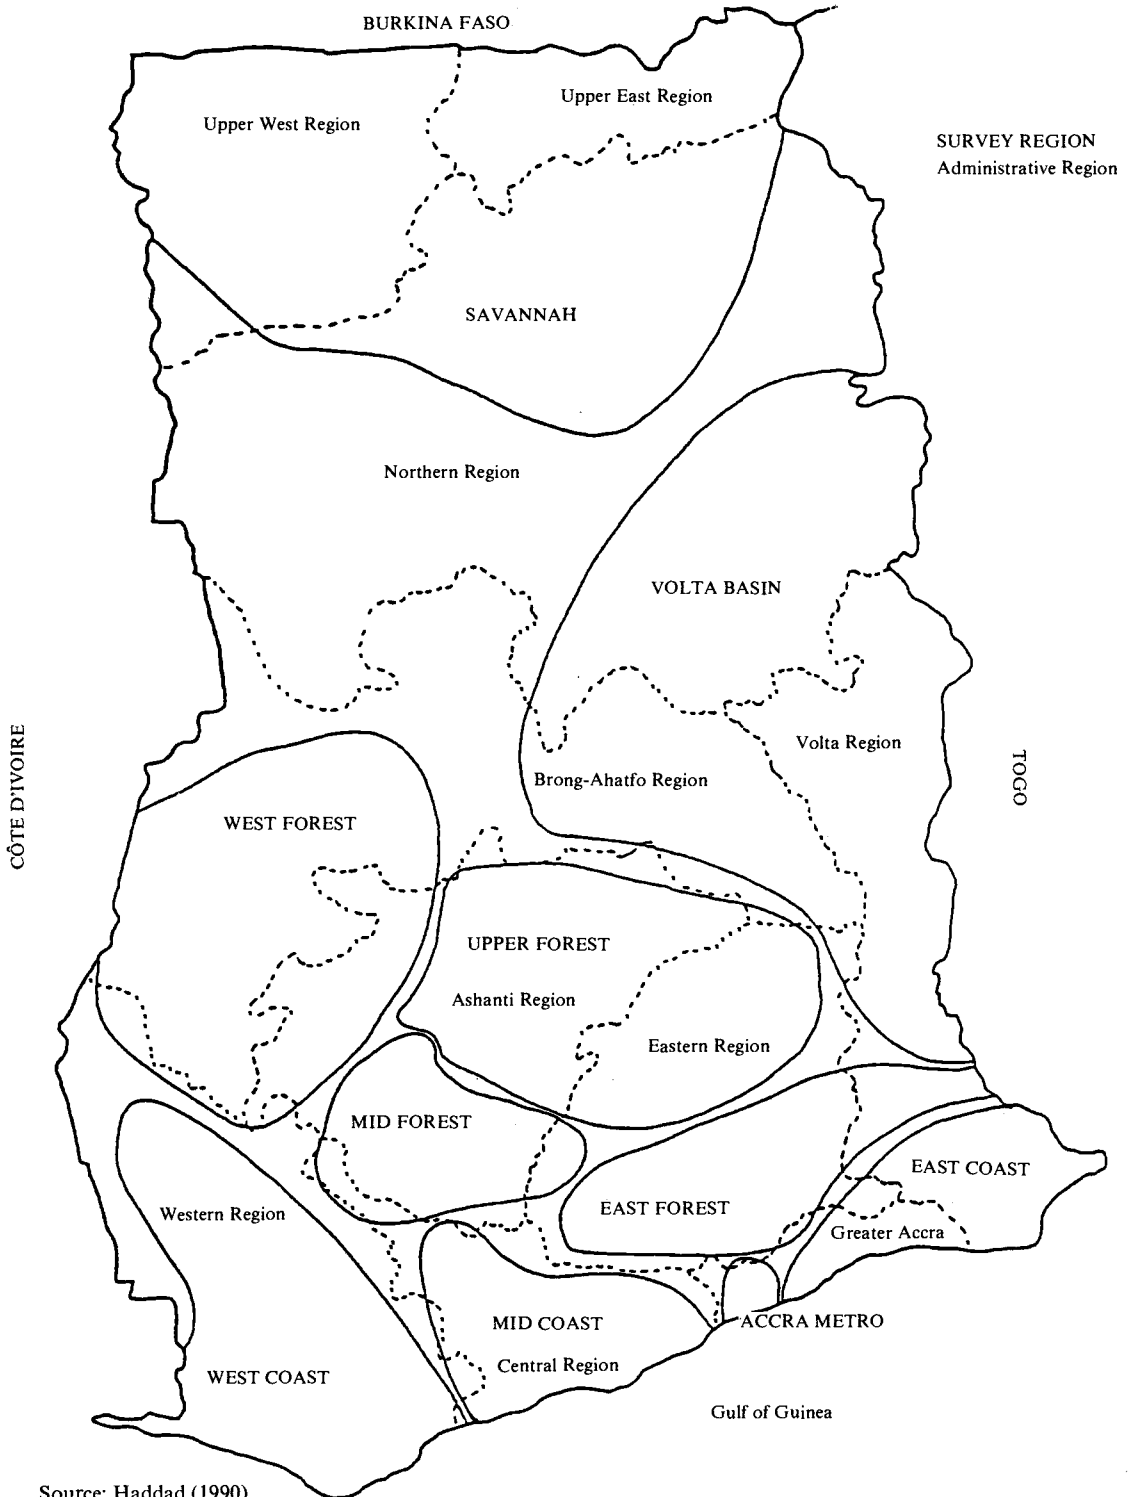 BURKINA FASO
Upper East Region
Upper West Region
SURVEY REGION
Administrative Region
SAVANNAH
Northern Region
VOLTA BASIN
CÔTE D'IVOIRE
Volta Region
TOGO
Brong-Ahatfo Region
WEST FOREST
UPPER FOREST
Ashanti Region
Eastern Region
MID FOREST
EAST COAST
EAST FOREST
Western Region
Greater Accra
MID COAST
ACCRA METRO
Central Region
WEST COAST
Gulf of Guinea
Source: Haddad (1990)